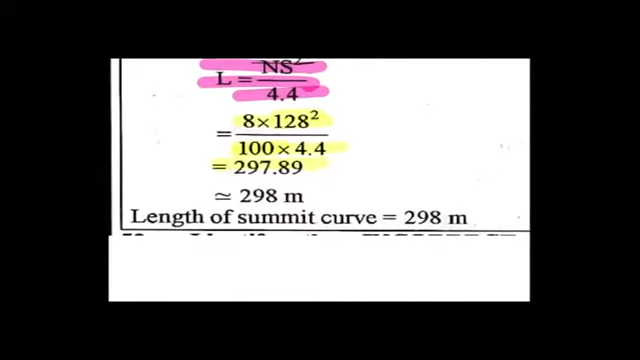 L = NS²
4.4
= 8×128²
100×4.4
= 297.89
≃ 298 m
Length of summit curve = 298 m